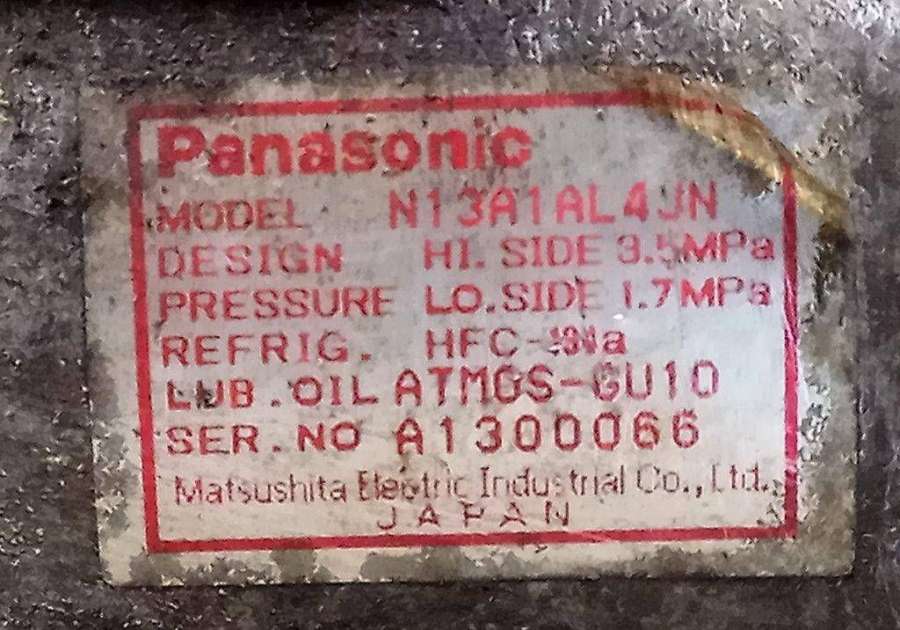 Panasonic
MODEL N13A1AL4JN
DESIGN HI. SIDE 3.5MPa
PRESSURE LO.SIDE 1.7MPa
REFRIG.
LUB.OIL ATMGS-GU10
SER.NO A1300066
Matsushita Electric Industrial Co., Ltd.
JAPAN